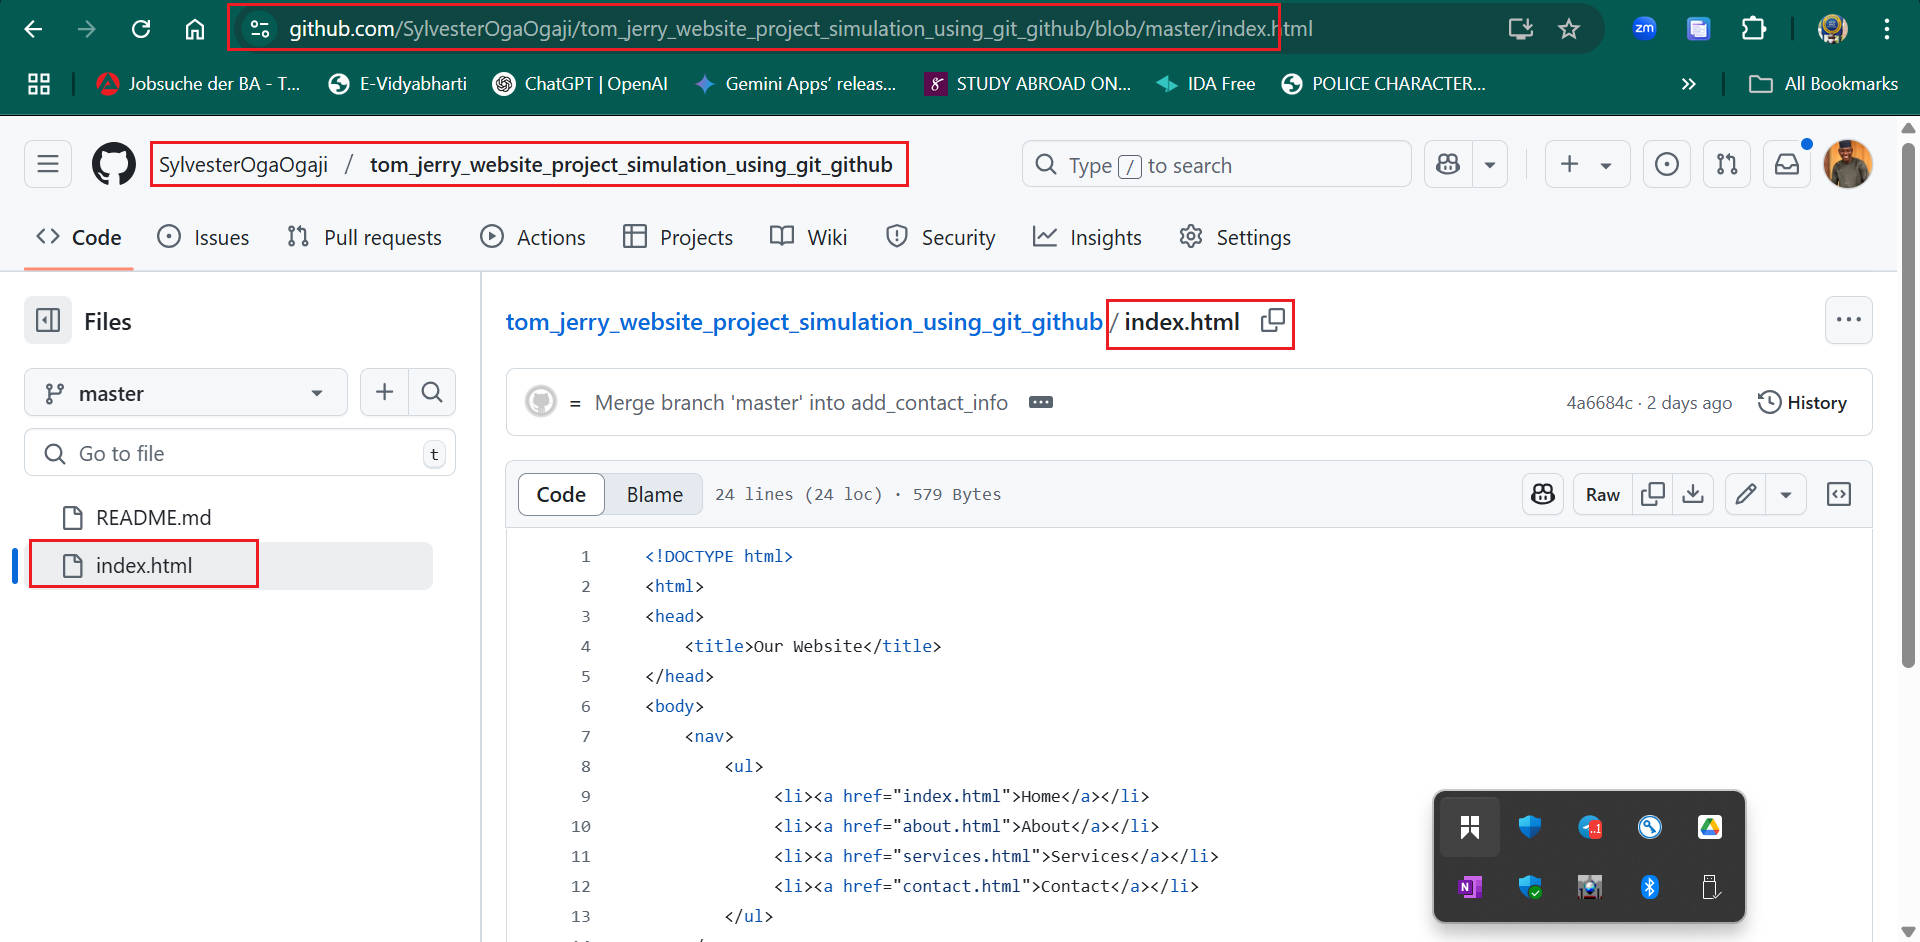 github.com/SylvesterOgaOgaji/tom_jerry_website_project_simulation_using_git_github/blob/master/index.html
zm
Jobsuche der BA - T...
E-Vidyabharti
ChatGPT | OpenAI
Gemini Apps’ releas...
STUDY ABROAD ON...
IDA Free
POLICE CHARACTER...
»
All Bookmarks
SylvesterOgaOgaji / tom_jerry_website_project_simulation_using_git_github
Type / to search
Code
Issues
Pull requests
Actions
Projects
Wiki
Security
Insights
Settings
Files
tom_jerry_website_project_simulation_using_git_github / index.html
master
= Merge branch 'master' into add_contact_info
4a6684c · 2 days ago
History
Go to file
t
Code
Blame
24 lines (24 loc) · 579 Bytes
Raw
README.md
index.html
1 <!DOCTYPE html>
2 <html>
3 <head>
4 <title>Our Website</title>
5 </head>
6 <body>
7 <nav>
8 <ul>
9 <li><a href="index.html">Home</a></li>
10 <li><a href="about.html">About</a></li>
11 <li><a href="services.html">Services</a></li>
12 <li><a href="contact.html">Contact</a></li>
13 </ul>
..1
N